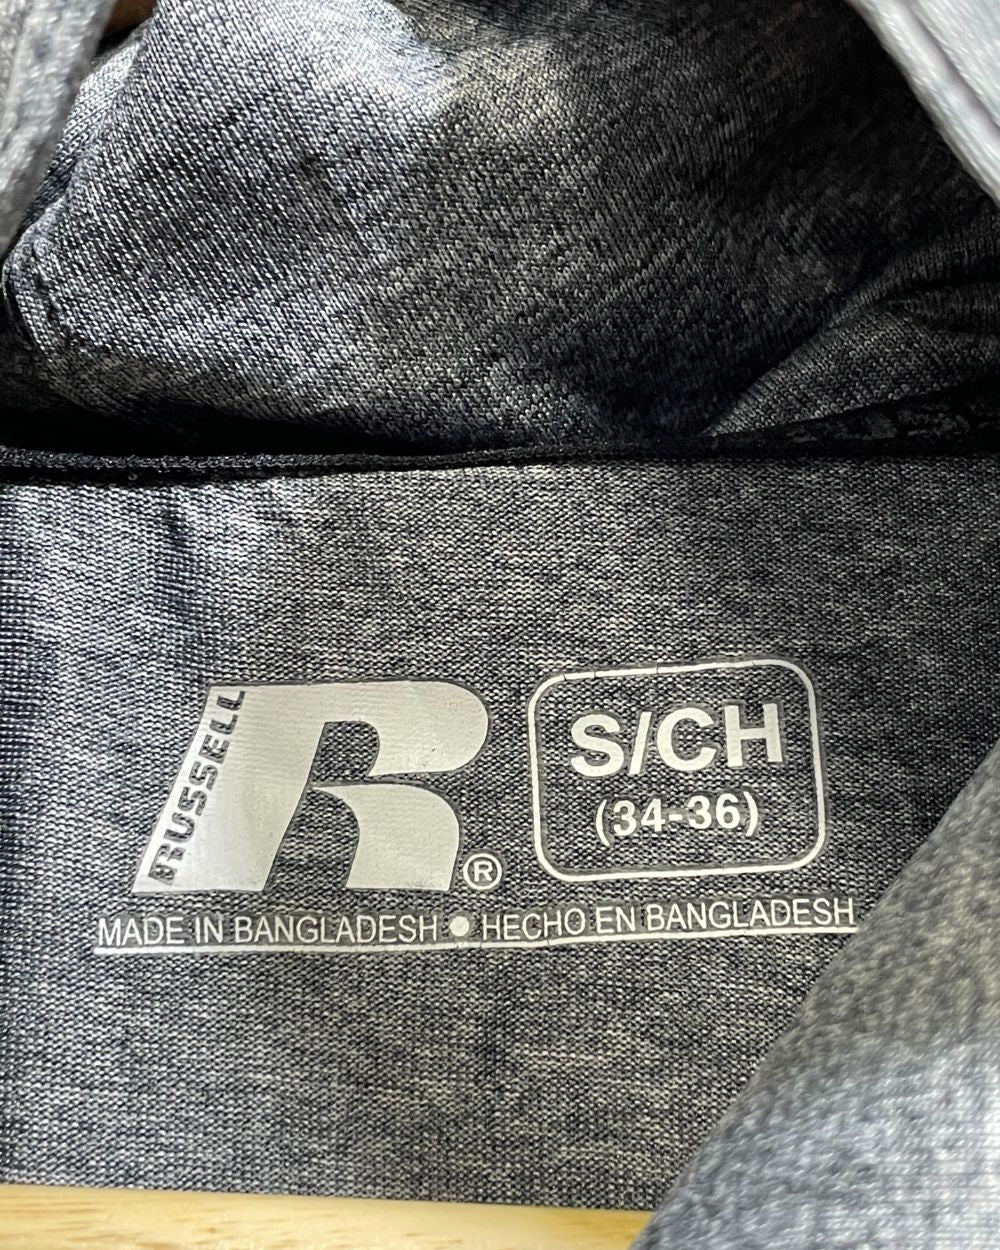 RUSSELL
R®
S/CH
(34-36)
MADE IN BANGLADESH • HECHO EN BANGLADESH